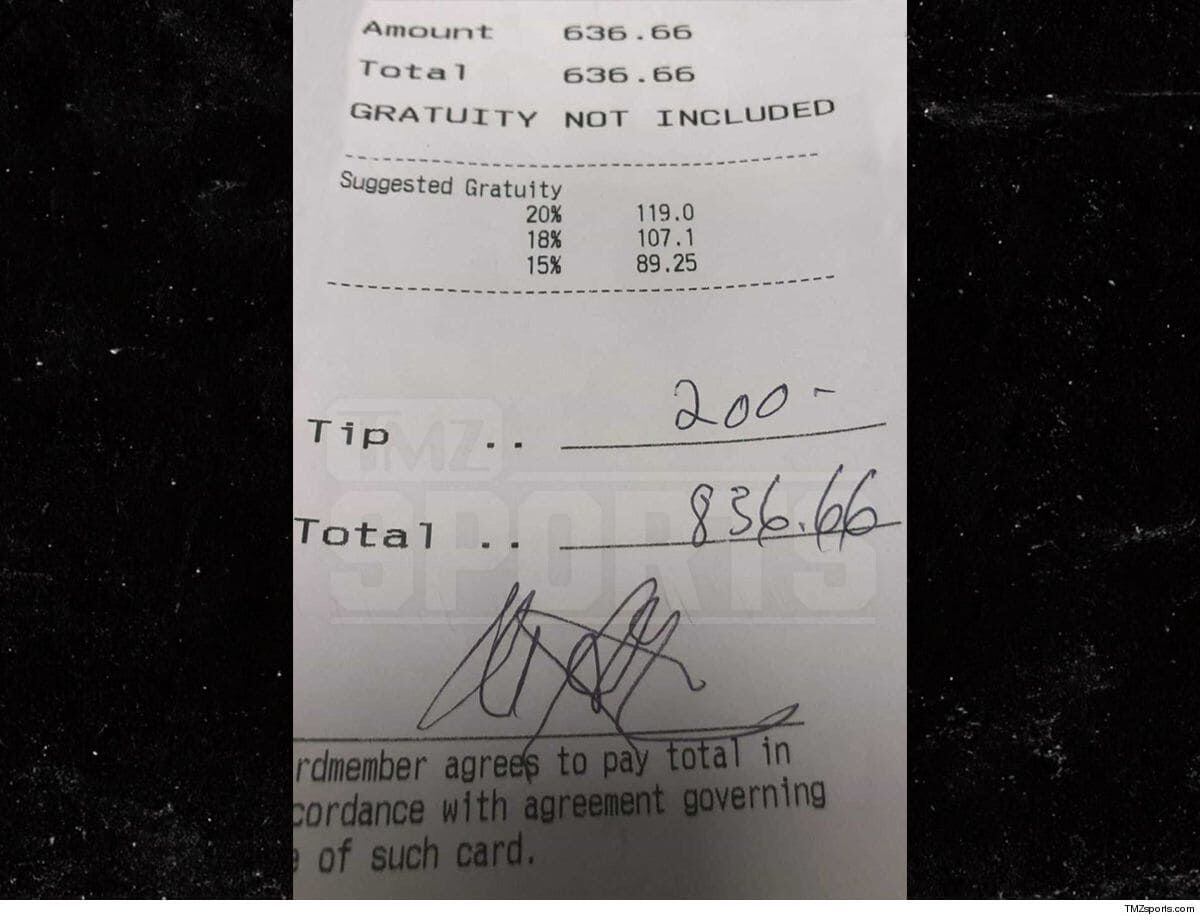 Amount 636.66
Total 636.66
GRATUITY NOT INCLUDED
Suggested Gratuity
20% 119.0
18% 107.1
15% 89.25
Tip .. 200 -
Total .. 836.66
TMZ
SPORTS
rdmember agrees to pay total in
cordance with agreement governing
e of such card.
TMZsports.com